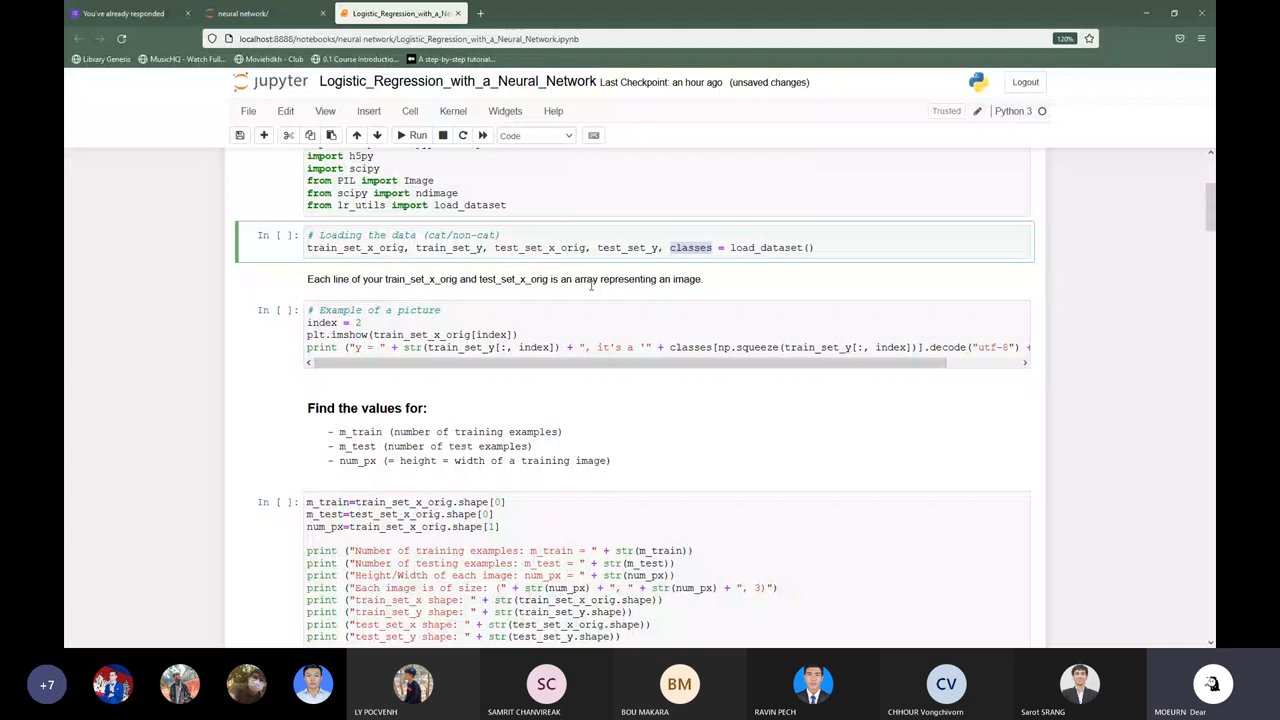 You've already responded
neural network/
Logistic_Regression_with_a_Ne
localhost:8888/notebooks/neural network/Logistic_Regression_with_a_Neural_Network.ipynb
120%
Library Genesis
MusicHQ - Watch Full...
Moviehdkh - Club
0.1 Course Introductio...
A step-by-step tutorial...
jupyter
Logistic_Regression_with_a_Neural_Network Last Checkpoint: an hour ago (unsaved changes)
Logout
File Edit View Insert Cell Kernel Widgets Help
Trusted
Python 3
Run
Code
import h5py
import scipy
from PIL import Image
from scipy import ndimage
from lr_utils import load_dataset
In [ ]:
# Loading the data (cat/non-cat)
train_set_x_orig, train_set_y, test_set_x_orig, test_set_y, classes = load_dataset()
Each line of your train_set_x_orig and test_set_x_orig is an array representing an image.
In [ ]:
# Example of a picture
index = 2
plt.imshow(train_set_x_orig[index])
print ("y = " + str(train_set_y[:, index]) + ", it's a '" + classes[np.squeeze(train_set_y[:, index])].decode("utf-8") +
Find the values for:
- m_train (number of training examples)
- m_test (number of test examples)
- num_px (= height = width of a training image)
In [ ]:
m_train=train_set_x_orig.shape[0]
m_test=test_set_x_orig.shape[0]
num_px=train_set_x_orig.shape[1]
print ("Number of training examples: m_train = " + str(m_train))
print ("Number of testing examples: m_test = " + str(m_test))
print ("Height/Width of each image: num_px = " + str(num_px))
print ("Each image is of size: (" + str(num_px) + ", " + str(num_px) + ", 3)")
print ("train_set_x shape: " + str(train_set_x_orig.shape))
print ("train_set_y shape: " + str(train_set_y.shape))
print ("test_set_x shape: " + str(test_set_x_orig.shape))
print ("test_set_y shape: " + str(test_set_y.shape))
+7
SC
BM
CV
LY POCVENH
SAMRIT CHANVIREAK
BOU MAKARA
RAVIN PECH
CHHOUR Vongchivorn
Sarot SRANG
MOEURN Dear